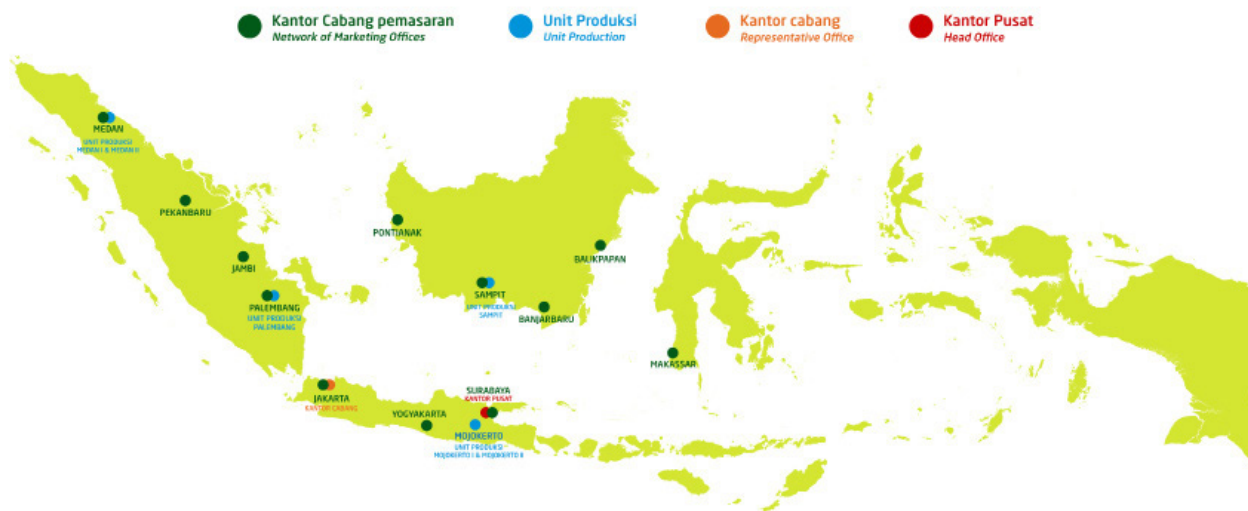 Kantor Cabang pemasaran
Network of Marketing Offices
Unit Produksi
Unit Production
Kantor cabang
Representative Office
Kantor Pusat
Head Office
MEDAN
UNIT PRODUKSI
MEDAN I & MEDAN II
PEKANBARU
PONTIANAK
BALIKPAPAN
JAMBI
SAMPIT
UNIT PRODUKSI
SAMPIT
PALEMBANG
UNIT PRODUKSI
PALEMBANG
BANJARBARU
MAKASSAR
JAKARTA
KANTOR CABANG
SURABAYA
KANTOR PUSAT
YOGYAKARTA
MOJOKERTO
UNIT PRODUKSI
MOJOKERTO I & MOJOKERTO II